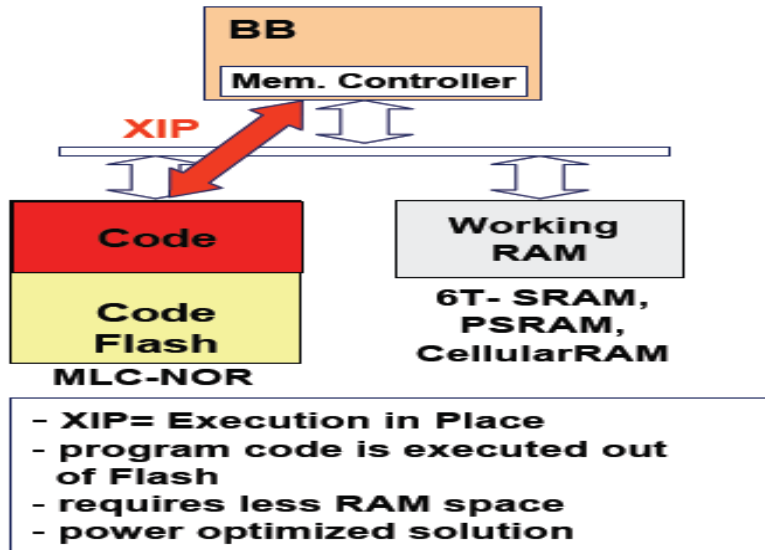 BB
Mem. Controller
XIP
Code
Code
Flash
MLC-NOR
Working
RAM
6T- SRAM,
PSRAM,
CellularRAM
- XIP= Execution in Place
- program code is executed out
of Flash
- requires less RAM space
- power optimized solution